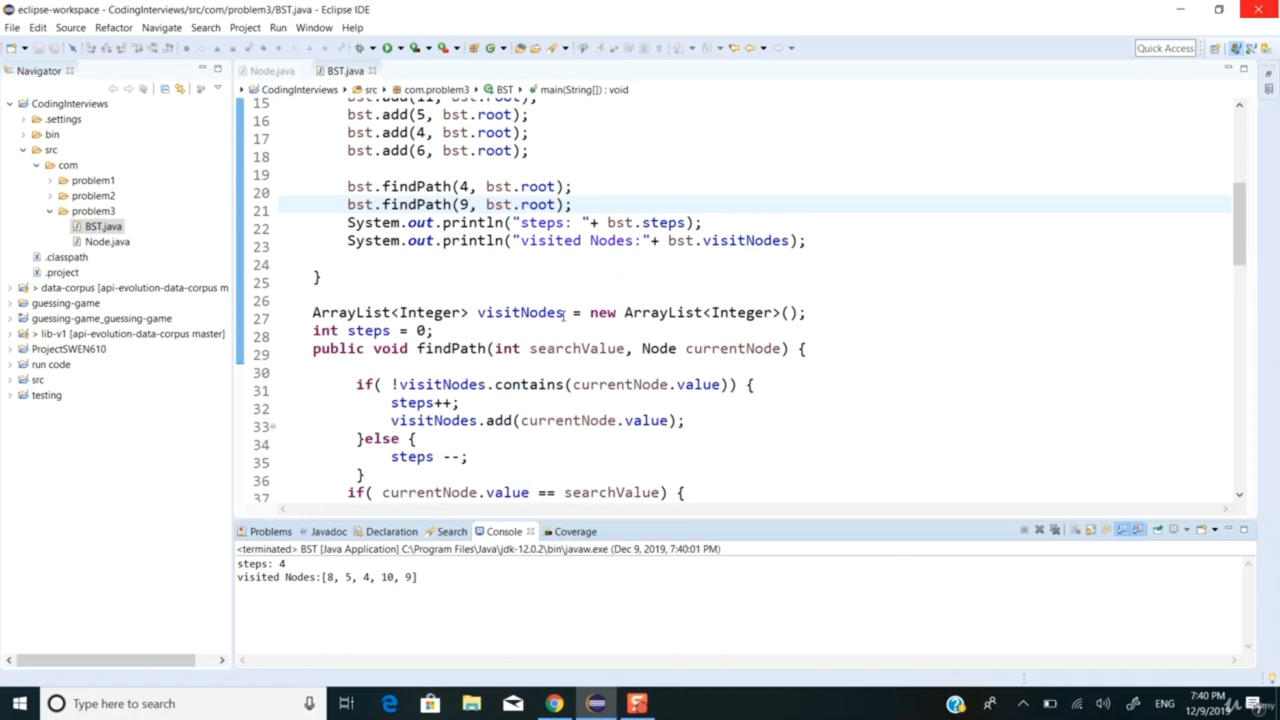 eclipse-workspace - CodingInterviews/src/com/problem3/BST.java - Eclipse IDE
File Edit Source Refactor Navigate Search Project Run Window Help
Quick Access
Navigator
Node.java BST.java
CodingInterviews src com.problem3 BST main(String[]) : void
CodingInterviews
.settings
bin
src
com
problem1
problem2
problem3
BST.java
Node.java
.classpath
.project
> data-corpus [api-evolution-data-corpus m
guessing-game
guessing-game_guessing-game
> lib-v1 [api-evolution-data-corpus master]
ProjectSWEN610
run code
src
testing
15 bst.add(11, bst.root);
16 bst.add(5, bst.root);
17 bst.add(4, bst.root);
18 bst.add(6, bst.root);
19
20 bst.findPath(4, bst.root);
21 bst.findPath(9, bst.root);
22 System.out.println("steps: "+ bst.steps);
23 System.out.println("visited Nodes:"+ bst.visitNodes);
24
25 }
26
27 ArrayList<Integer> visitNodes = new ArrayList<Integer>();
28 int steps = 0;
29 public void findPath(int searchValue, Node currentNode) {
30
31 if( !visitNodes.contains(currentNode.value)) {
32 steps++;
33 visitNodes.add(currentNode.value);
34 }else {
35 steps --;
36 }
37 if( currentNode.value == searchValue) {
Problems Javadoc Declaration Search Console Coverage
<terminated> BST [Java Application] C:\Program Files\Java\jdk-12.0.2\bin\javaw.exe (Dec 9, 2019, 7:40:01 PM)
steps: 4
visited Nodes:[8, 5, 4, 10, 9]
Type here to search
ENG
7:40 PM
12/9/2019